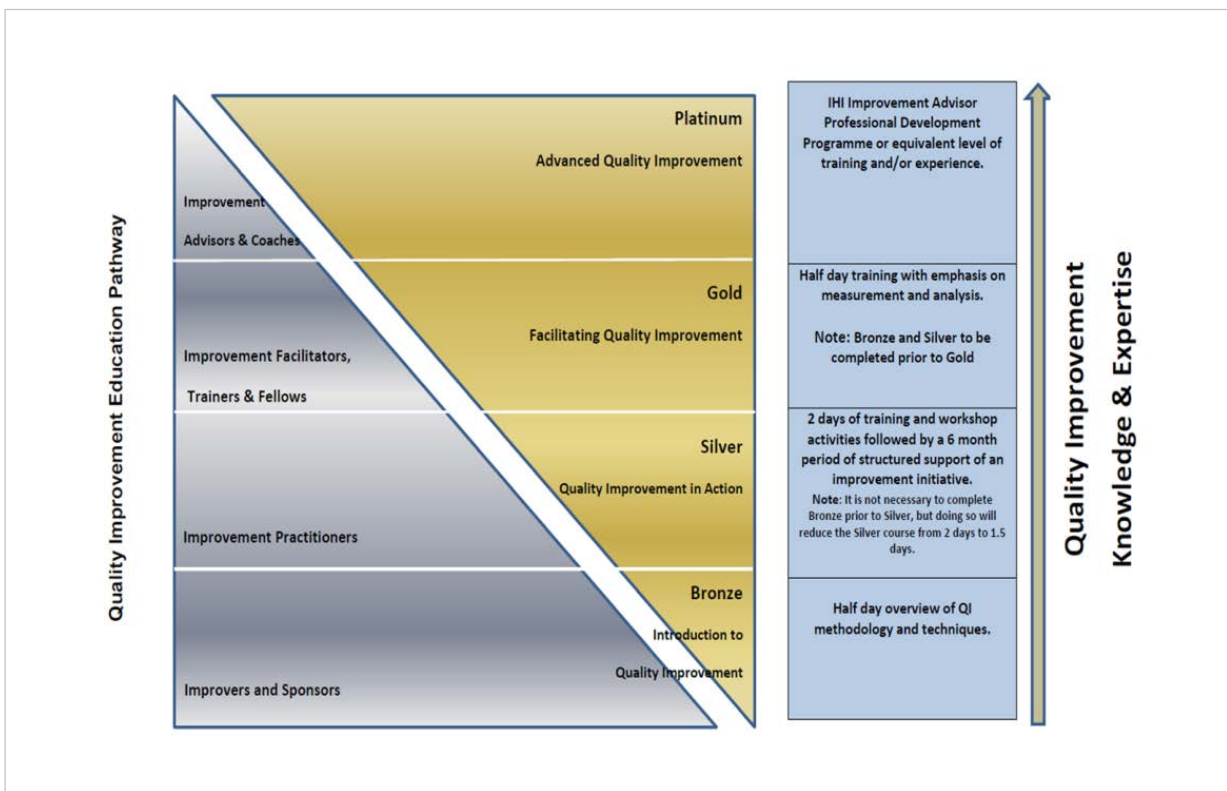 Quality Improvement Education Pathway
Improvement
Advisors & Coaches
Improvement Facilitators,
Trainers & Fellows
Improvement Practitioners
Improvers and Sponsors
Platinum
Advanced Quality Improvement
Gold
Facilitating Quality Improvement
Silver
Quality Improvement in Action
Bronze
Introduction to
Quality Improvement
IHI Improvement Advisor
Professional Development
Programme or equivalent level of
training and/or experience.
Half day training with emphasis on
measurement and analysis.
Note: Bronze and Silver to be
completed prior to Gold
2 days of training and workshop
activities followed by a 6 month
period of structured support of an
improvement initiative.
Note: It is not necessary to complete
Bronze prior to Silver, but doing so will
reduce the Silver course from 2 days to 1.5
days.
Half day overview of QI
methodology and techniques.
Quality Improvement
Knowledge & Expertise